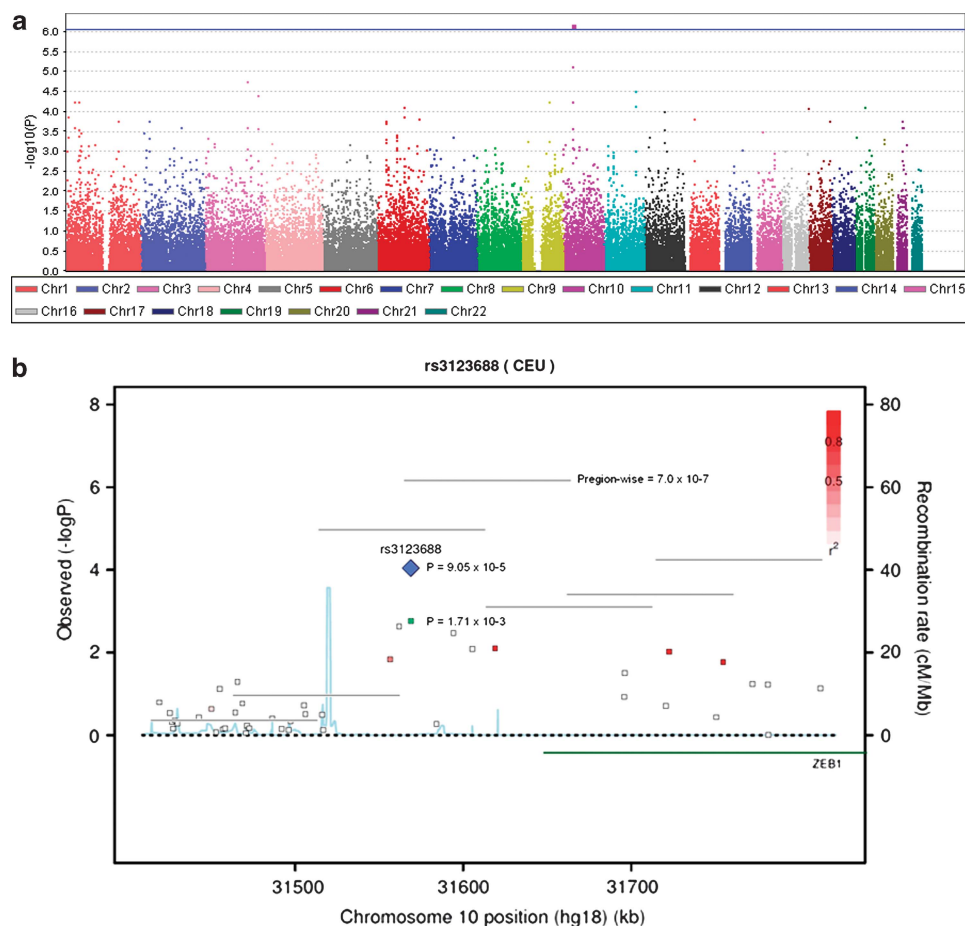 a
-log10(P)
6.0
5.5
5.0
4.5
4.0
3.5
3.0
2.5
2.0
1.5
1.0
0.5
0.0
Chr1 Chr2 Chr3 Chr4 Chr5 Chr6 Chr7 Chr8 Chr9 Chr10 Chr11 Chr12 Chr13 Chr14 Chr15
Chr16 Chr17 Chr18 Chr19 Chr20 Chr21 Chr22
b
rs3123688 ( CEU )
Observed (-logP)
8
6
4
2
0
80
60
40
20
0
Recombination rate (cM/Mb)
0.8
0.5
r2
Pregion-wise = 7.0 x 10-7
rs3123688
P = 9.05 x 10-5
P = 1.71 x 10-3
ZEB1
31500 31600 31700
Chromosome 10 position (hg18) (kb)